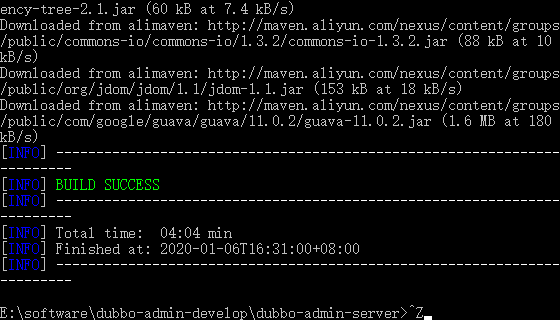 ency-tree-2.1.jar (60 kB at 7.4 kB/s)
Downloaded from alimaven: http://maven.aliyun.com/nexus/content/groups
/public/commons-io/commons-io/1.3.2/commons-io-1.3.2.jar (88 kB at 10
kB/s)
Downloaded from alimaven: http://maven.aliyun.com/nexus/content/groups
/public/org/jdom/jdom/1.1/jdom-1.1.jar (153 kB at 18 kB/s)
Downloaded from alimaven: http://maven.aliyun.com/nexus/content/groups
/public/com/google/guava/guava/11.0.2/guava-11.0.2.jar (1.6 MB at 180
kB/s)
[INFO] ---------------------------------------------------------------
---------
[INFO] BUILD SUCCESS
[INFO] ---------------------------------------------------------------
---------
[INFO] Total time:  04:04 min
[INFO] Finished at: 2020-01-06T16:31:00+08:00
[INFO] ---------------------------------------------------------------
---------
E:\software\dubbo-admin-develop\dubbo-admin-server>^Z